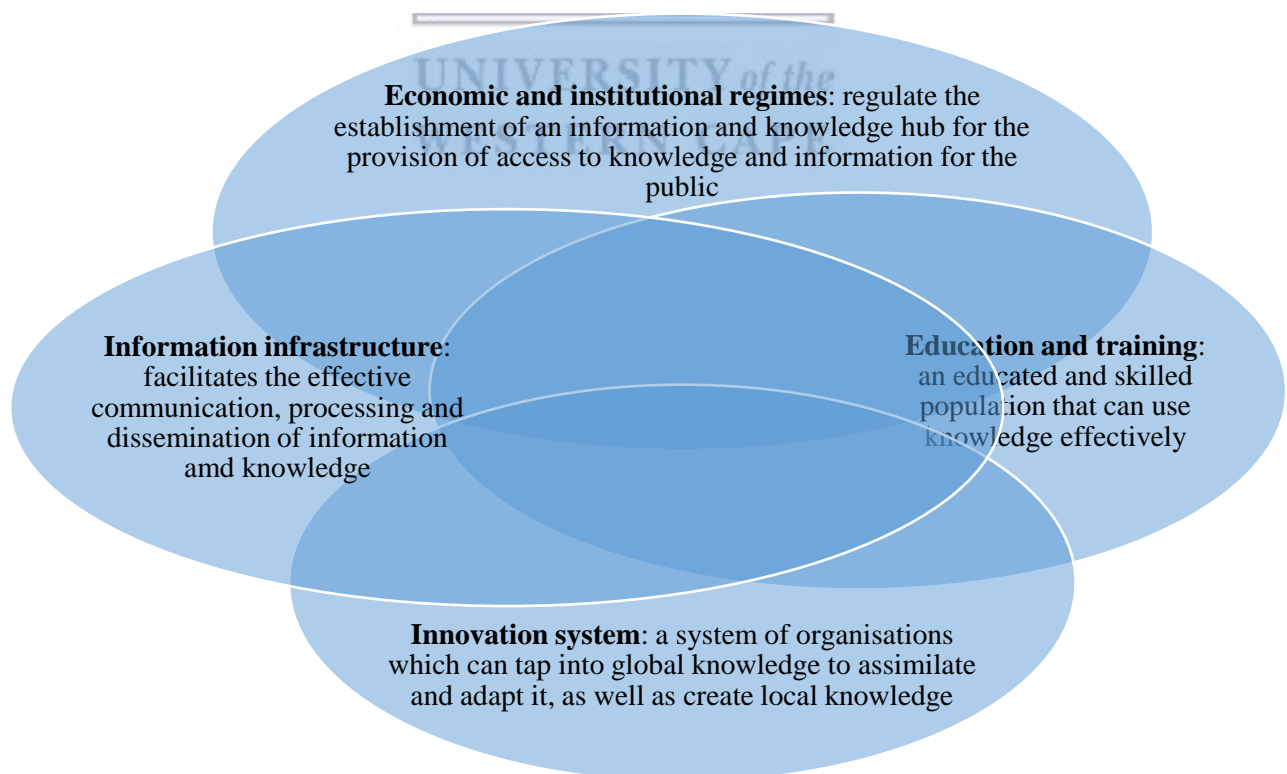 UNIVERSITY of the
WESTERN CAPE
Economic and institutional regimes: regulate the
establishment of an information and knowledge hub for the
provision of access to knowledge and information for the
public
Information infrastructure:
facilitates the effective
communication, processing and
dissemination of information
amd knowledge
Education and training:
an educated and skilled
population that can use
knowledge effectively
Innovation system: a system of organisations
which can tap into global knowledge to assimilate
and adapt it, as well as create local knowledge